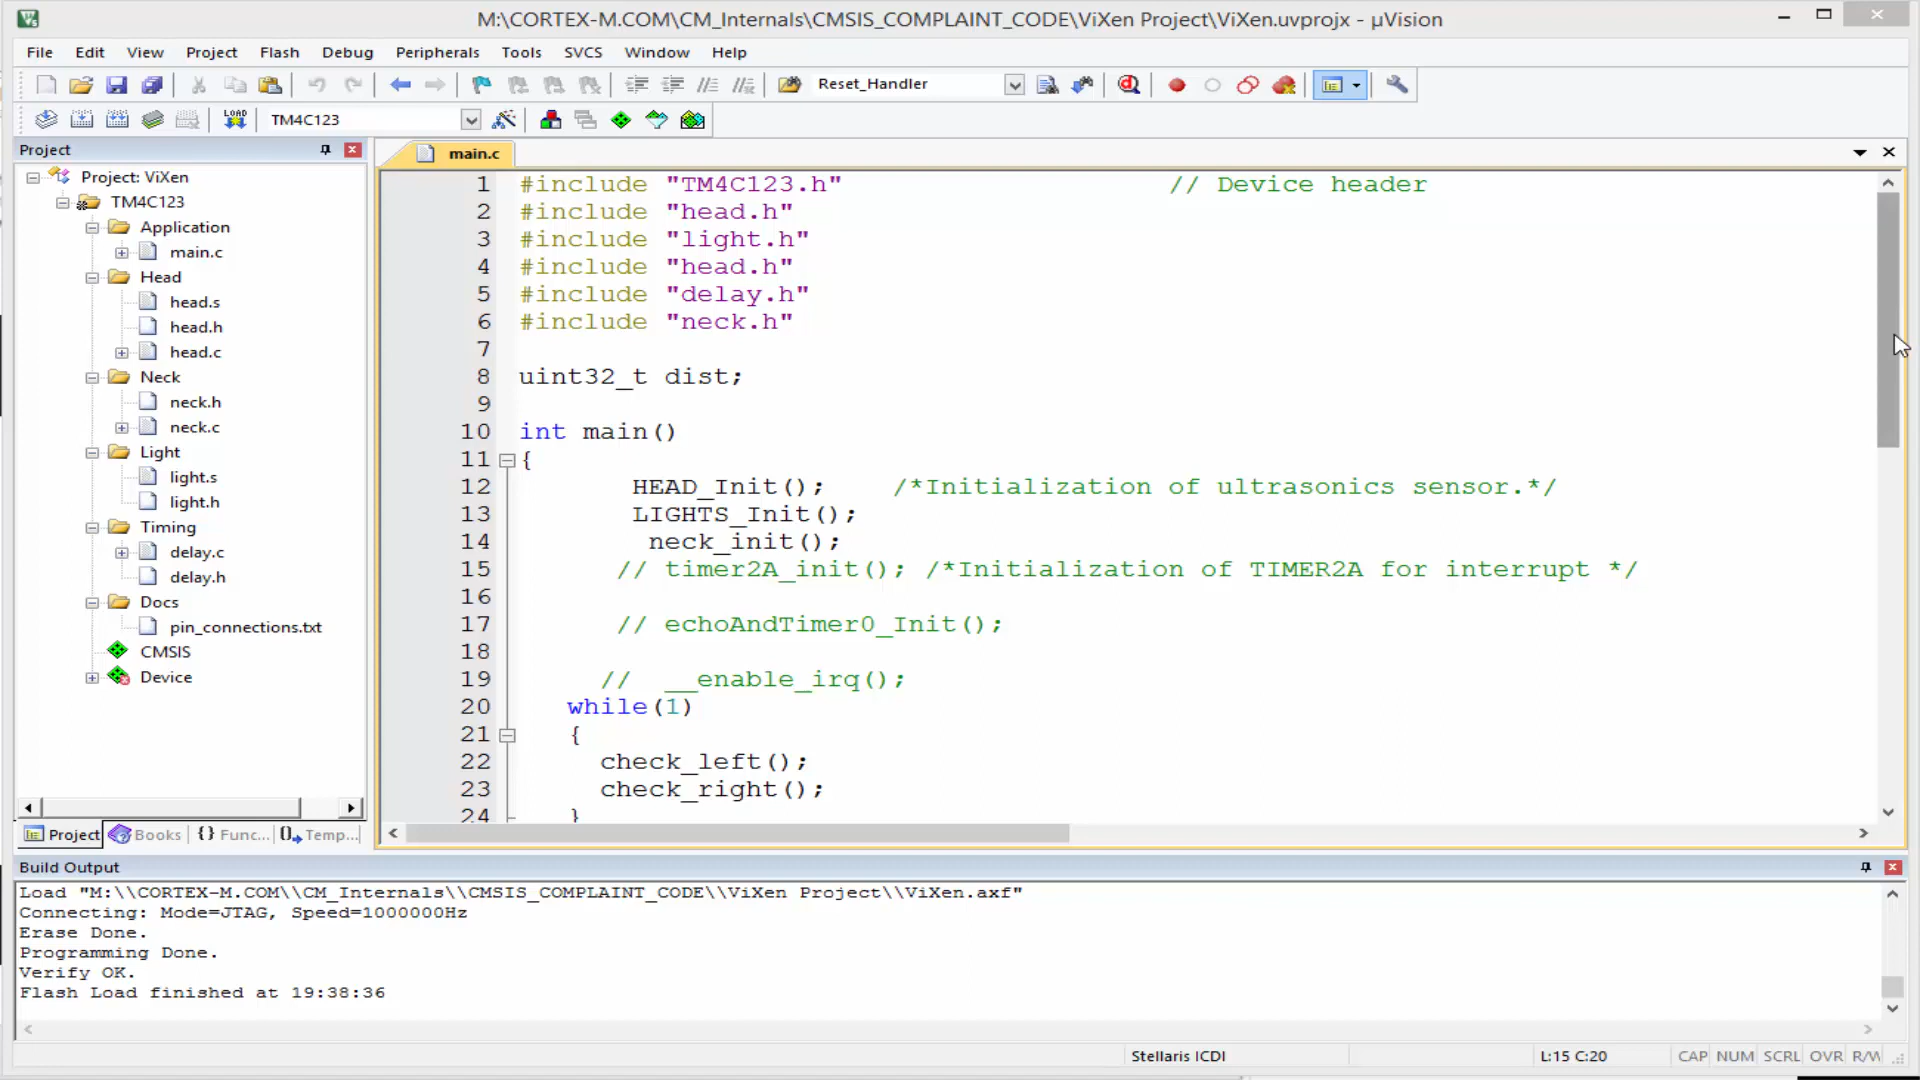 M:\CORTEX-M.COM\CM_Internals\CMSIS_COMPLAINT_CODE\ViXen Project\ViXen.uvprojx - µVision
File Edit View Project Flash Debug Peripherals Tools SVCS Window Help
Reset_Handler
LOAD TM4C123
Project
Project: ViXen
TM4C123
Application
main.c
Head
head.s
head.h
head.c
Neck
neck.h
neck.c
Light
light.s
light.h
Timing
delay.c
delay.h
Docs
pin_connections.txt
CMSIS
Device
Project Books {} Func... Temp...
main.c
1 #include "TM4C123.h" // Device header
2 #include "head.h"
3 #include "light.h"
4 #include "head.h"
5 #include "delay.h"
6 #include "neck.h"
7
8 uint32_t dist;
9
10 int main()
11 {
12 HEAD_Init(); /*Initialization of ultrasonics sensor.*/
13 LIGHTS_Init();
14 neck_init();
15 // timer2A_init(); /*Initialization of TIMER2A for interrupt */
16
17 // echoAndTimer0_Init();
18
19 // __enable_irq();
20 while(1)
21 {
22 check_left();
23 check_right();
24 }
Build Output
Load "M:\\CORTEX-M.COM\\CM_Internals\\CMSIS_COMPLAINT_CODE\\ViXen Project\\ViXen.axf"
Connecting: Mode=JTAG, Speed=1000000Hz
Erase Done.
Programming Done.
Verify OK.
Flash Load finished at 19:38:36
Stellaris ICDI L:15 C:20 CAP NUM SCRL OVR R/W